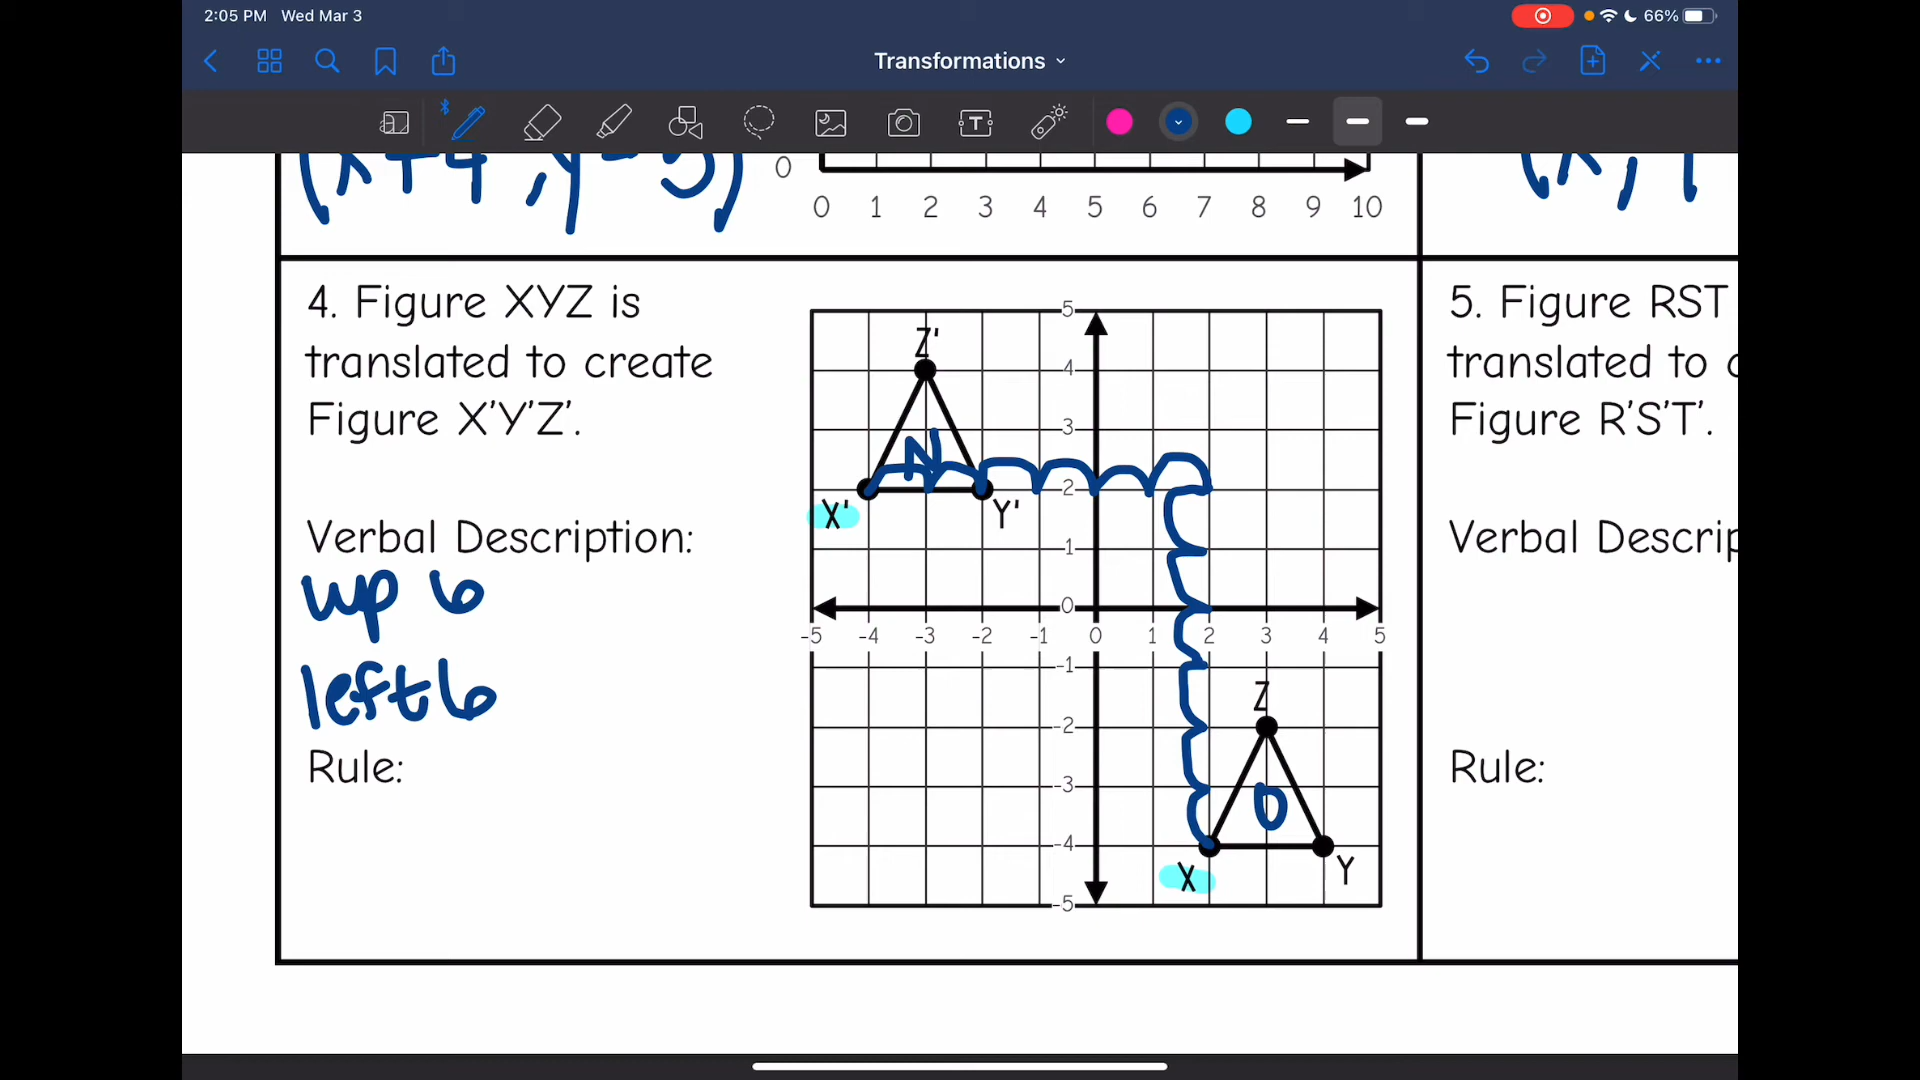 2:05 PM Wed Mar 3
66%
Transformations
T
(x+4, y-5)
0
0 1 2 3 4 5 6 7 8 9 10
(x,
4. Figure XYZ is
translated to create
Figure X'Y'Z'.
Verbal Description:
up 6
left 6
Rule:
5
4
3
2
1
0
-5 -4 -3 -2 -1 0 1 2 3 4 5
-1
-2
-3
-4
-5
Z'
N
X'
Y'
Z
O
X
Y
5. Figure RST
translated to c
Figure R'S'T'.
Verbal Descrip
Rule: